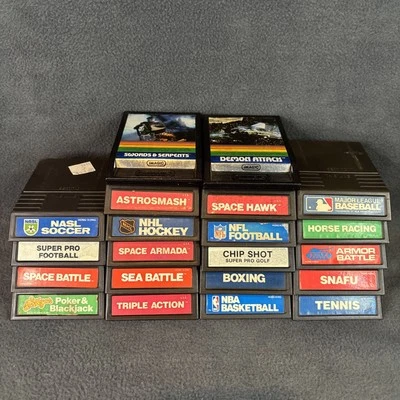 SWORDS & SERPENTS
IMAGIC
DEMON ATTACK
IMAGIC
ASTROSMASH
SPACE HAWK
MAJOR LEAGUE
BASEBALL
NASL
SOCCER
NHL
HOCKEY
NFL
FOOTBALL
HORSE RACING
SUPER PRO
FOOTBALL
SPACE ARMADA
CHIP SHOT
SUPER PRO GOLF
ARMOR
BATTLE
SPACE BATTLE
SEA BATTLE
BOXING
SNAFU
Poker &
Blackjack
TRIPLE ACTION
NBA
BASKETBALL
TENNIS